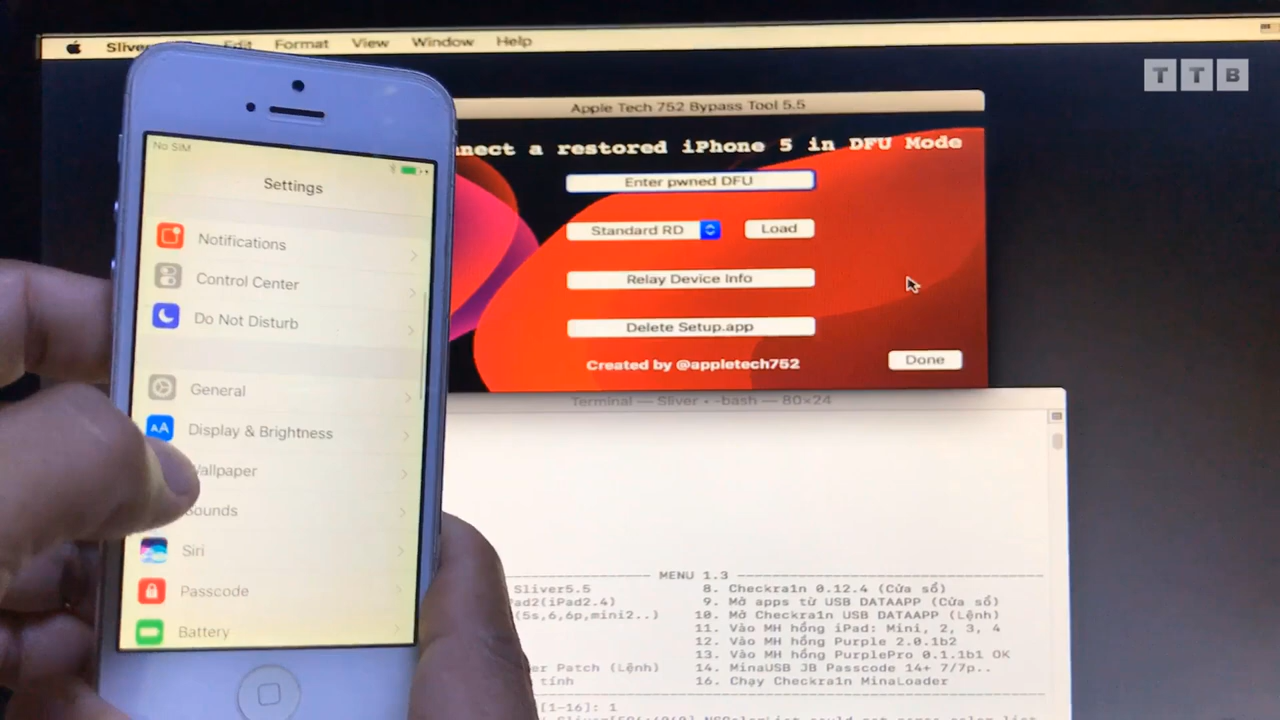 Edit Format View Window Help
TTB
Apple Tech 752 Bypass Tool 5.5
a restored iPhone 5 in DFU Mode
Enter pwned DFU
Standard RD
Load
Relay Device Info
Delete Setup.app
Created by @appletech752
Done
No SIM
Settings
Notifications
Control Center
Do Not Disturb
General
Display & Brightness
Wallpaper
Sounds
Siri
Passcode
Battery
Terminal — Sliver • -bash — 80×24
MENU 1.3
Sliver5.5 8. Checkra1n 0.12.4 (Cửa sổ)
(iPad2.4) 9. Mở apps từ USB DATAAPP (Cửa sổ)
(5s,6,6p,mini2..) 10. Mở Checkra1n USB DATAAPP (Lệnh)
11. Vào MH hồng iPad: Mini, 2, 3, 4
12. Vào MH hồng Purple 2.0.1b2
13. Vào MH hồng PurplePro 0.1.1b1 OK
Patch (Lệnh) 14. MinaUSB JB Passcode 14+ 7/7p..
tính 16. Chạy Checkra1n MinaLoader
[1-16]: 1